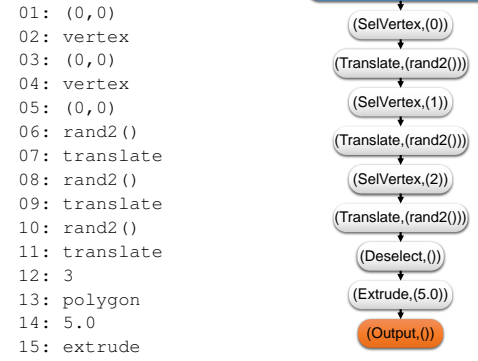 01: (0,0)
02: vertex
03: (0,0)
04: vertex
05: (0,0)
06: rand2()
07: translate
08: rand2()
09: translate
10: rand2()
11: translate
12: 3
13: polygon
14: 5.0
15: extrude
(SelVertex,(0))
(Translate,(rand2()))
(SelVertex,(1))
(Translate,(rand2()))
(SelVertex,(2))
(Translate,(rand2()))
(Deselect,())
(Extrude,(5.0))
(Output,())